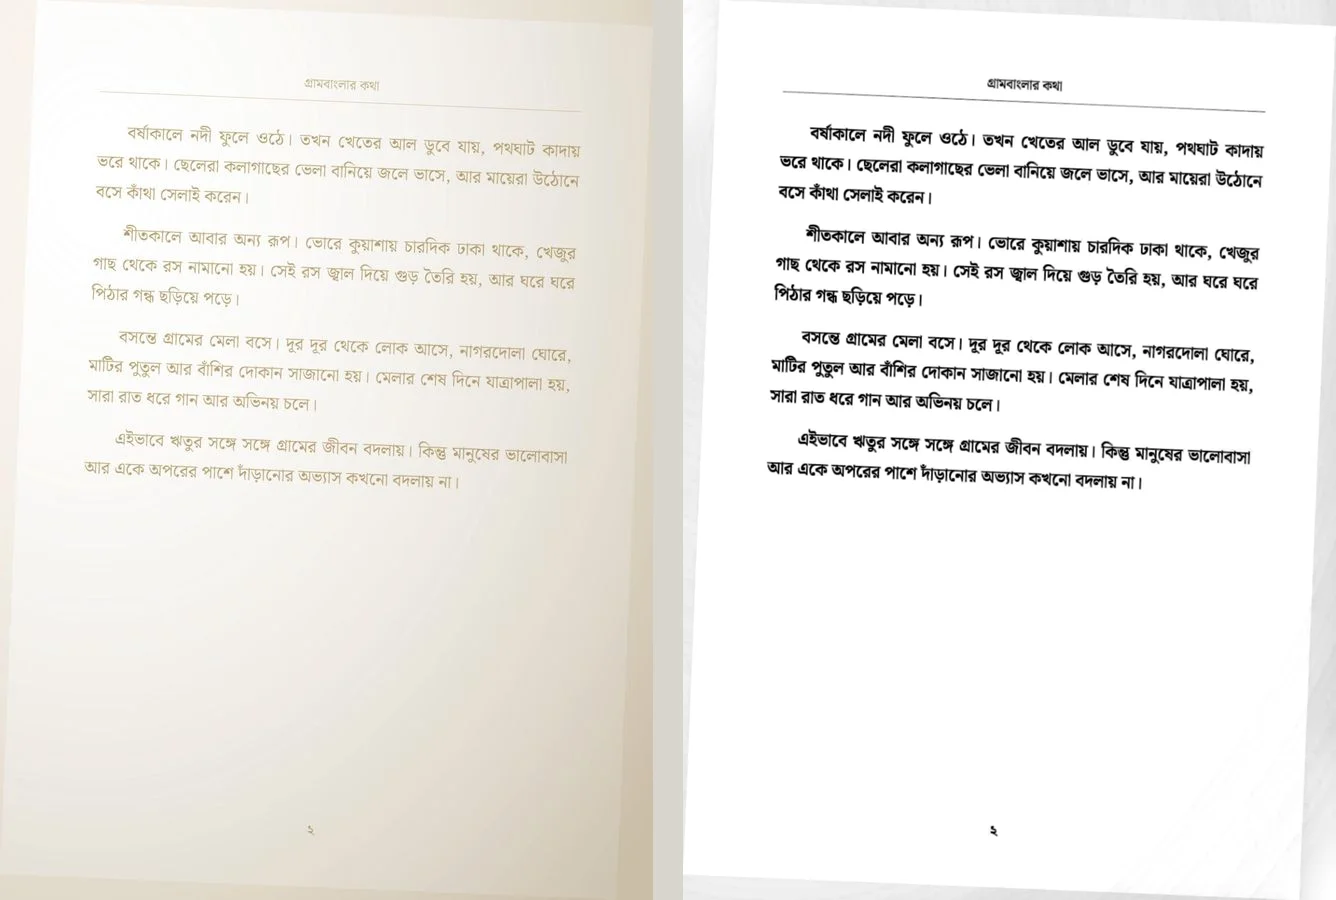 গ্রামবাংলার কথা
বর্ষাকালে নদী ফুলে ওঠে। তখন খেতের আল ডুবে যায়, পথঘাট কাদায়
ভরে থাকে। ছেলেরা কলাগাছের ভেলা বানিয়ে জলে ভাসে, আর মায়েরা উঠোনে
বসে কাঁথা সেলাই করেন।
শীতকালে আবার অন্য রূপ। ভোরে কুয়াশায় চারদিক ঢাকা থাকে, খেজুর
গাছ থেকে রস নামানো হয়। সেই রস জ্বাল দিয়ে গুড় তৈরি হয়, আর ঘরে ঘরে
পিঠার গন্ধ ছড়িয়ে পড়ে।
বসন্তে গ্রামের মেলা বসে। দূর দূর থেকে লোক আসে, নাগরদোলা ঘোরে,
মাটির পুতুল আর বাঁশির দোকান সাজানো হয়। মেলার শেষ দিনে যাত্রাপালা হয়,
সারা রাত ধরে গান আর অভিনয় চলে।
এইভাবে ঋতুর সঙ্গে সঙ্গে গ্রামের জীবন বদলায়। কিন্তু মানুষের ভালোবাসা
আর একে অপরের পাশে দাঁড়ানোর অভ্যাস কখনো বদলায় না।
২
গ্রামবাংলার কথা
বর্ষাকালে নদী ফুলে ওঠে। তখন খেতের আল ডুবে যায়, পথঘাট কাদায়
ভরে থাকে। ছেলেরা কলাগাছের ভেলা বানিয়ে জলে ভাসে, আর মায়েরা উঠোনে
বসে কাঁথা সেলাই করেন।
শীতকালে আবার অন্য রূপ। ভোরে কুয়াশায় চারদিক ঢাকা থাকে, খেজুর
গাছ থেকে রস নামানো হয়। সেই রস জ্বাল দিয়ে গুড় তৈরি হয়, আর ঘরে ঘরে
পিঠার গন্ধ ছড়িয়ে পড়ে।
বসন্তে গ্রামের মেলা বসে। দূর দূর থেকে লোক আসে, নাগরদোলা ঘোরে,
মাটির পুতুল আর বাঁশির দোকান সাজানো হয়। মেলার শেষ দিনে যাত্রাপালা হয়,
সারা রাত ধরে গান আর অভিনয় চলে।
এইভাবে ঋতুর সঙ্গে সঙ্গে গ্রামের জীবন বদলায়। কিন্তু মানুষের ভালোবাসা
আর একে অপরের পাশে দাঁড়ানোর অভ্যাস কখনো বদলায় না।
২